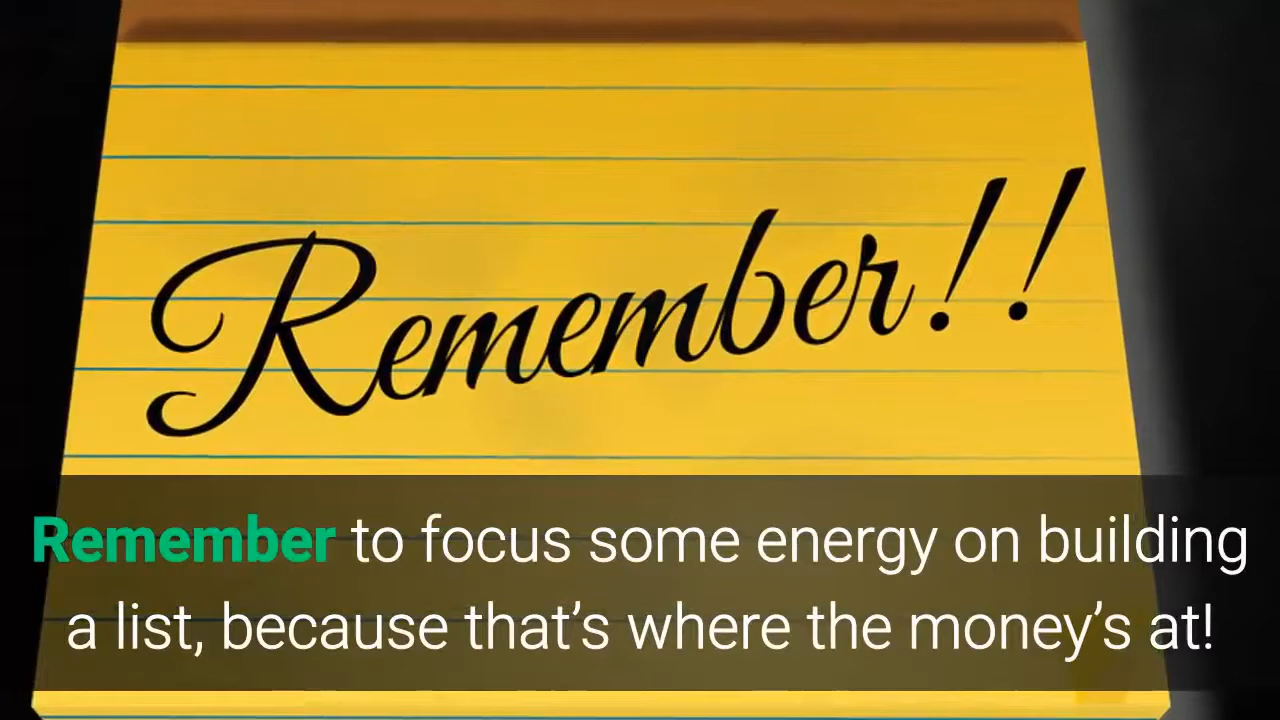 Remember!!
Remember to focus some energy on building
a list, because that’s where the money’s at!